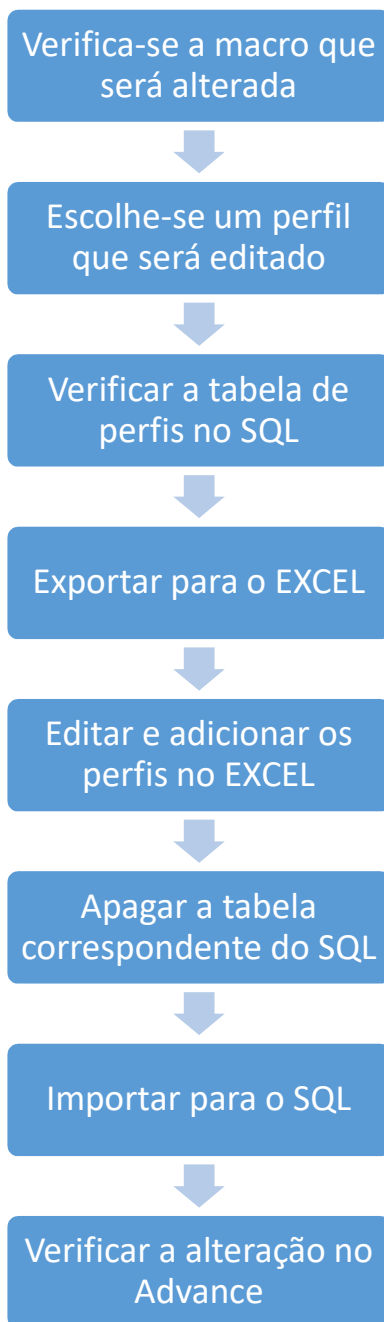 Verifica-se a macro que
será alterada
Escolhe-se um perfil
que será editado
Verificar a tabela de
perfis no SQL
Exportar para o EXCEL
Editar e adicionar os
perfis no EXCEL
Apagar a tabela
correspondente do SQL
Importar para o SQL
Verificar a alteração no
Advance